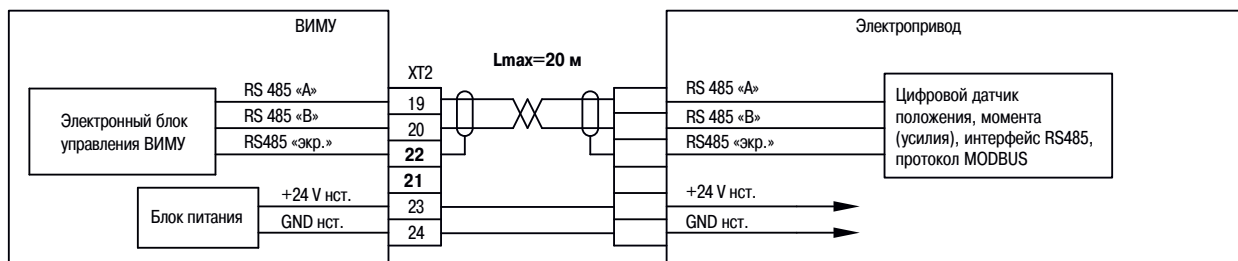 ВИМУ
Электропривод
Lmax=20 м
XT2
RS 485 «А»
19
RS 485 «А»
RS 485 «В»
20
RS 485 «В»
RS485 «экр.»
22
RS485 «экр.»
21
+24 V нст.
23
+24 V нст.
GND нст.
24
GND нст.
Электронный блок
управления ВИМУ
Блок питания
Цифровой датчик
положения, момента
(усилия), интерфейс RS485,
протокол MODBUS